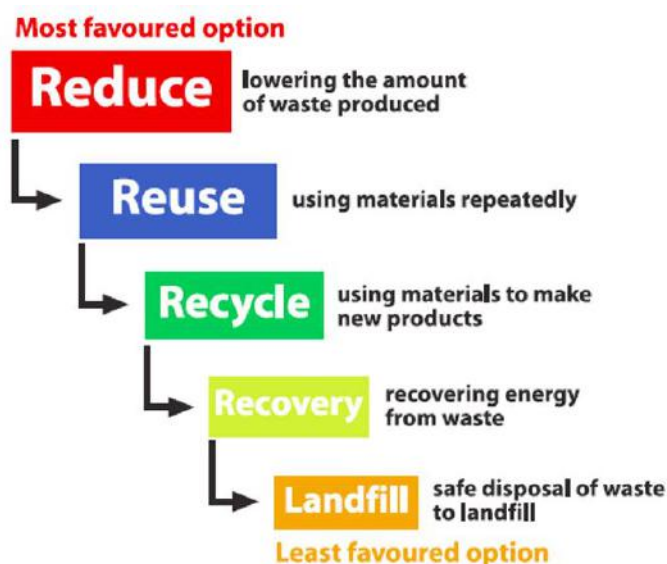 Most favoured option
Reduce
lowering the amount
of waste produced
Reuse
using materials repeatedly
Recycle
using materials to make
new products
Recovery
recovering energy
from waste
Landfill
safe disposal of waste
to landfill
Least favoured option